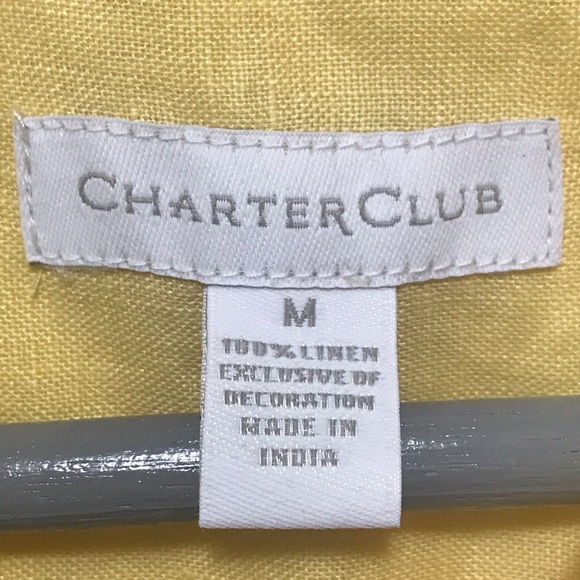 CHARTER CLUB
M
100% LINEN
EXCLUSIVE OF
DECORATION
MADE IN
INDIA